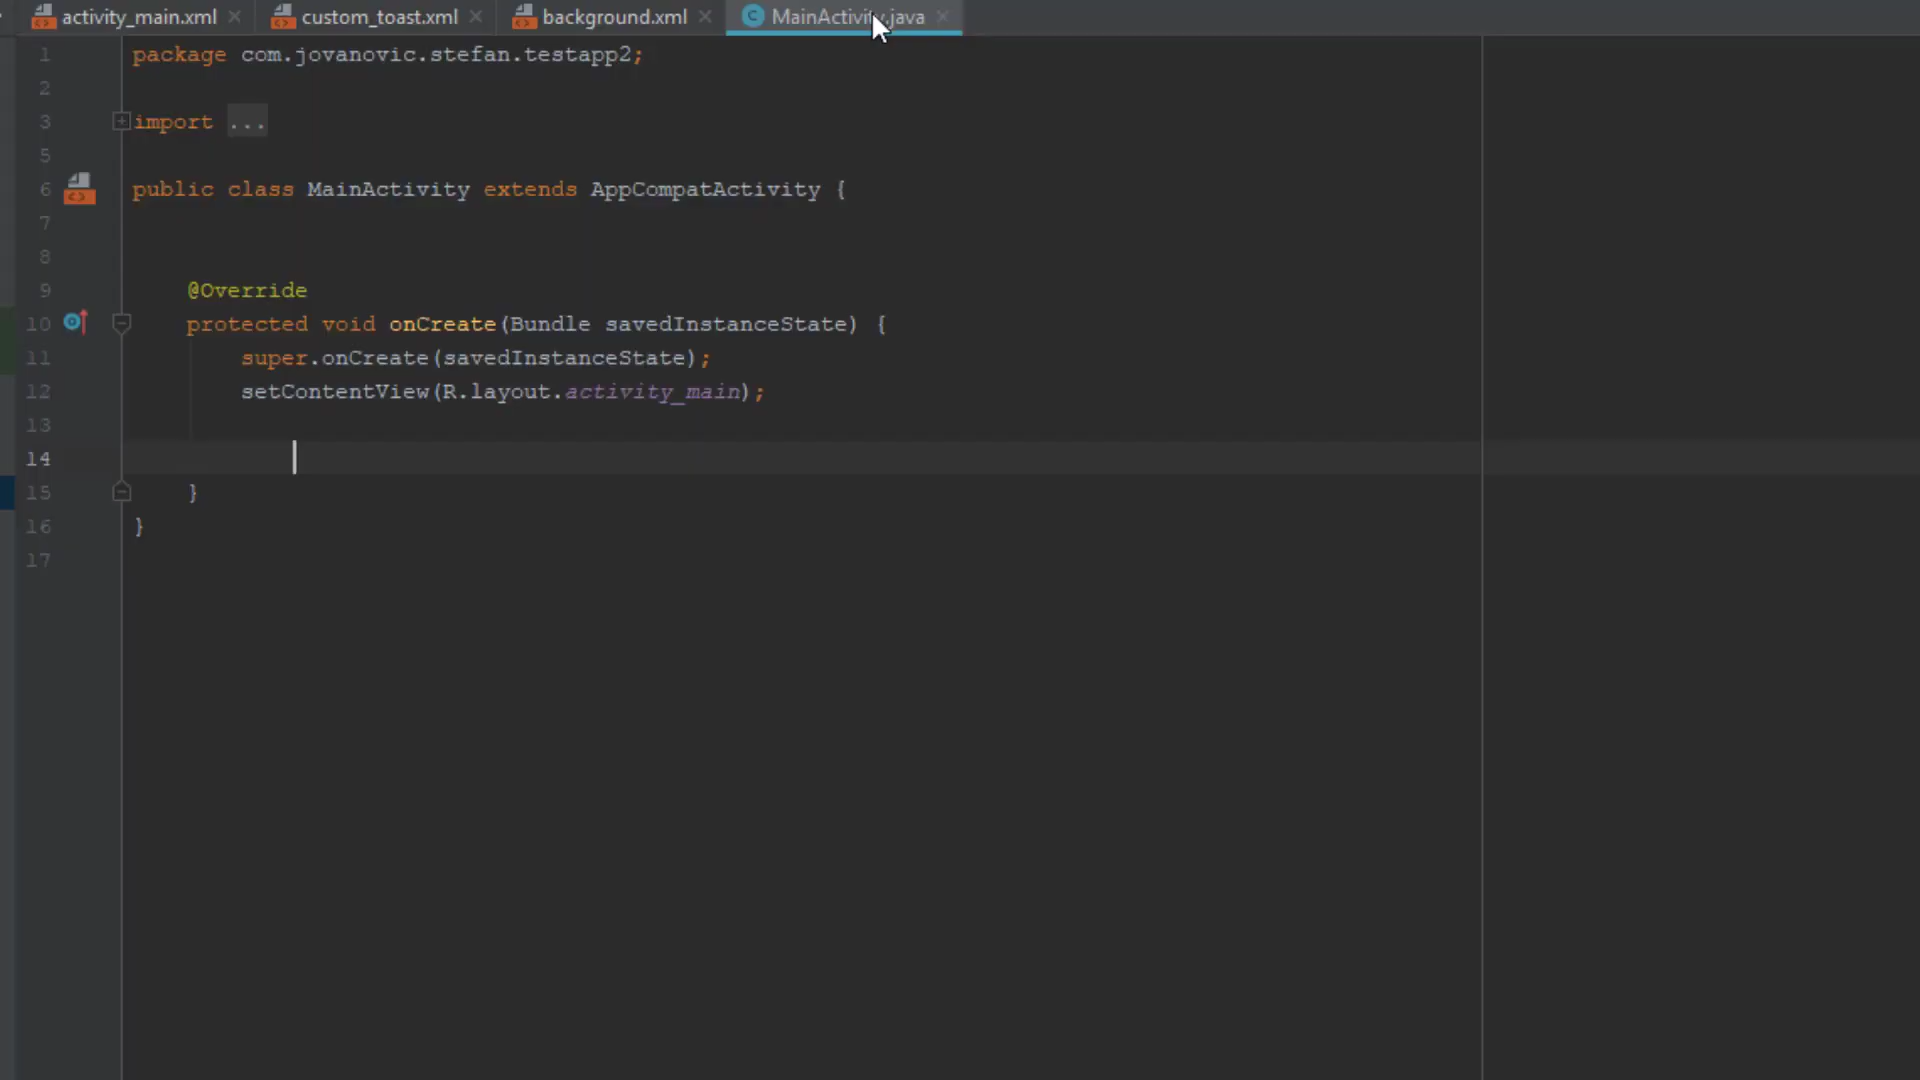 activity_main.xml custom_toast.xml background.xml MainActivity.java
1 package com.jovanovic.stefan.testapp2;
2
3 import ...
5
6 public class MainActivity extends AppCompatActivity {
7
8
9 @Override
10 protected void onCreate(Bundle savedInstanceState) {
11 super.onCreate(savedInstanceState);
12 setContentView(R.layout.activity_main);
13
14
15 }
16 }
17